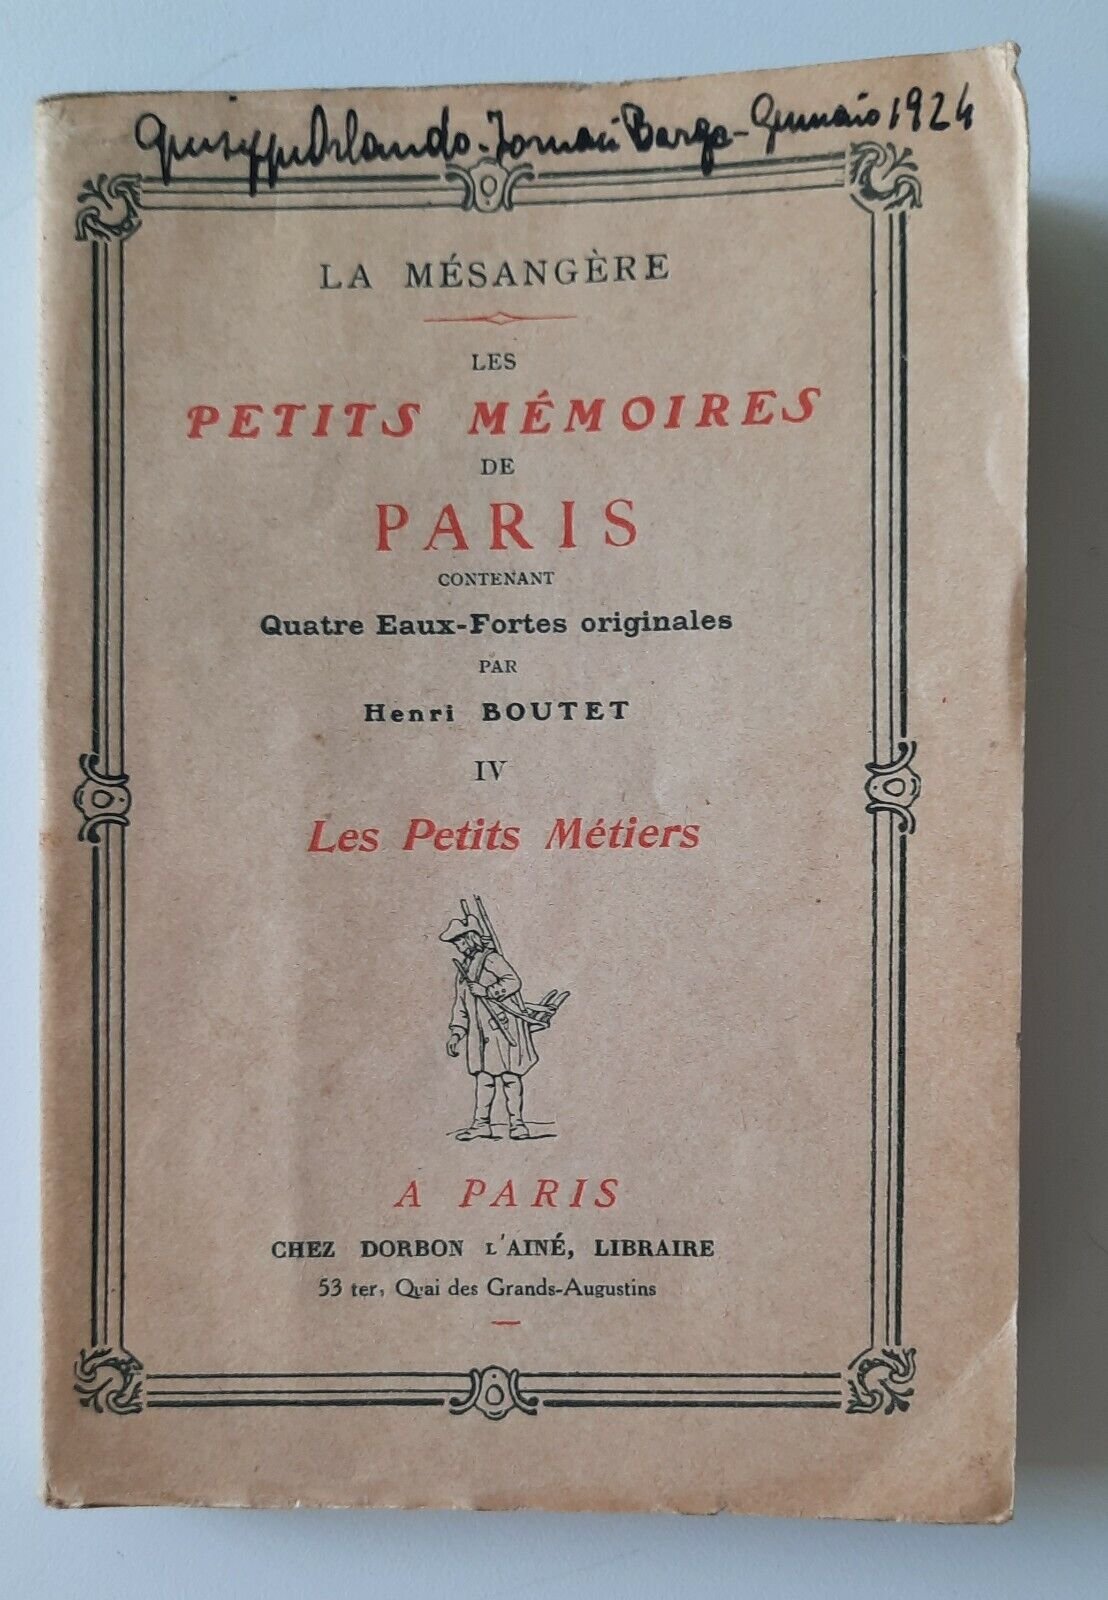 Giuseppe Orlando - Fornaci Barga - Gennaio 1924
LA MÉSANGÈRE
LES
PETITS MÉMOIRES
DE
PARIS
CONTENANT
Quatre Eaux-Fortes originales
PAR
Henri BOUTET
IV
Les Petits Métiers
A PARIS
CHEZ DORBON L'AINÉ, LIBRAIRE
53 ter, Quai des Grands-Augustins